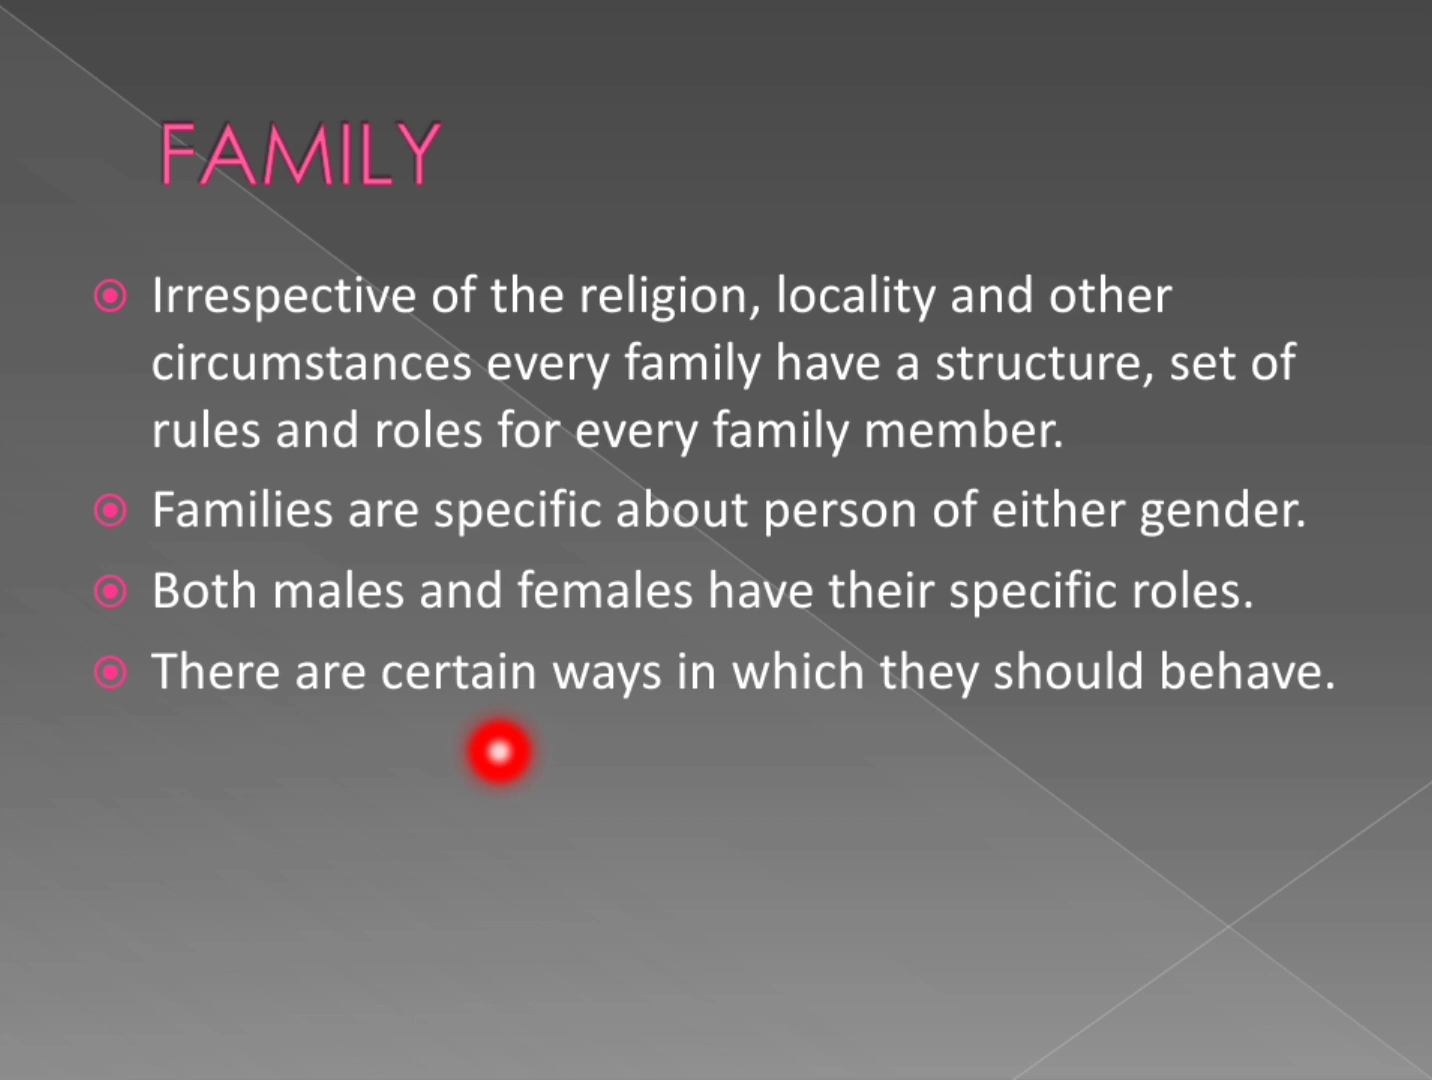 FAMILY
Irrespective of the religion, locality and other
circumstances every family have a structure, set of
rules and roles for every family member.
Families are specific about person of either gender.
Both males and females have their specific roles.
There are certain ways in which they should behave.